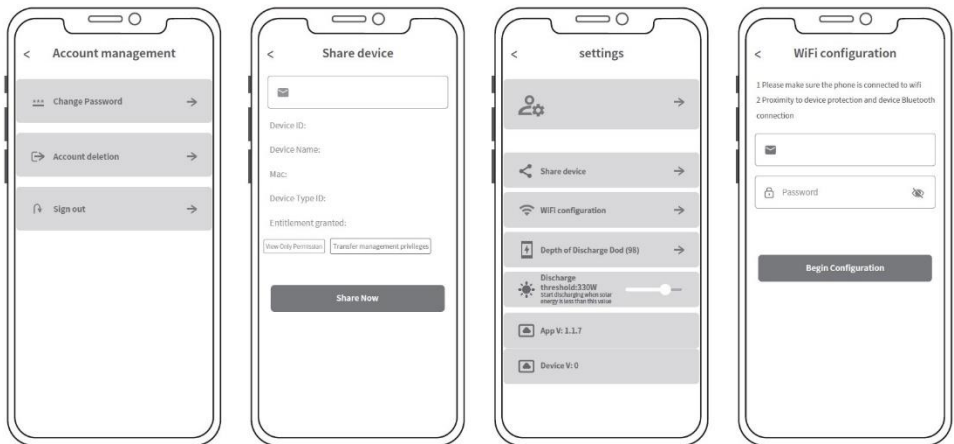 < Account management
Change Password
Account deletion
Sign out
< Share device
Device ID:
Device Name:
Mac:
Device Type ID:
Entitlement granted:
View Only Permission Transfer management privileges
Share Now
< settings
Share device
WiFi configuration
Depth of Discharge Dod (98)
Discharge
threshold:330W
Start discharging when solar
energy is less than this value
App V: 1.1.7
Device V: 0
< WiFi configuration
1 Please make sure the phone is connected to wifi
2 Proximity to device protection and device Bluetooth
connection
Password
Begin Configuration